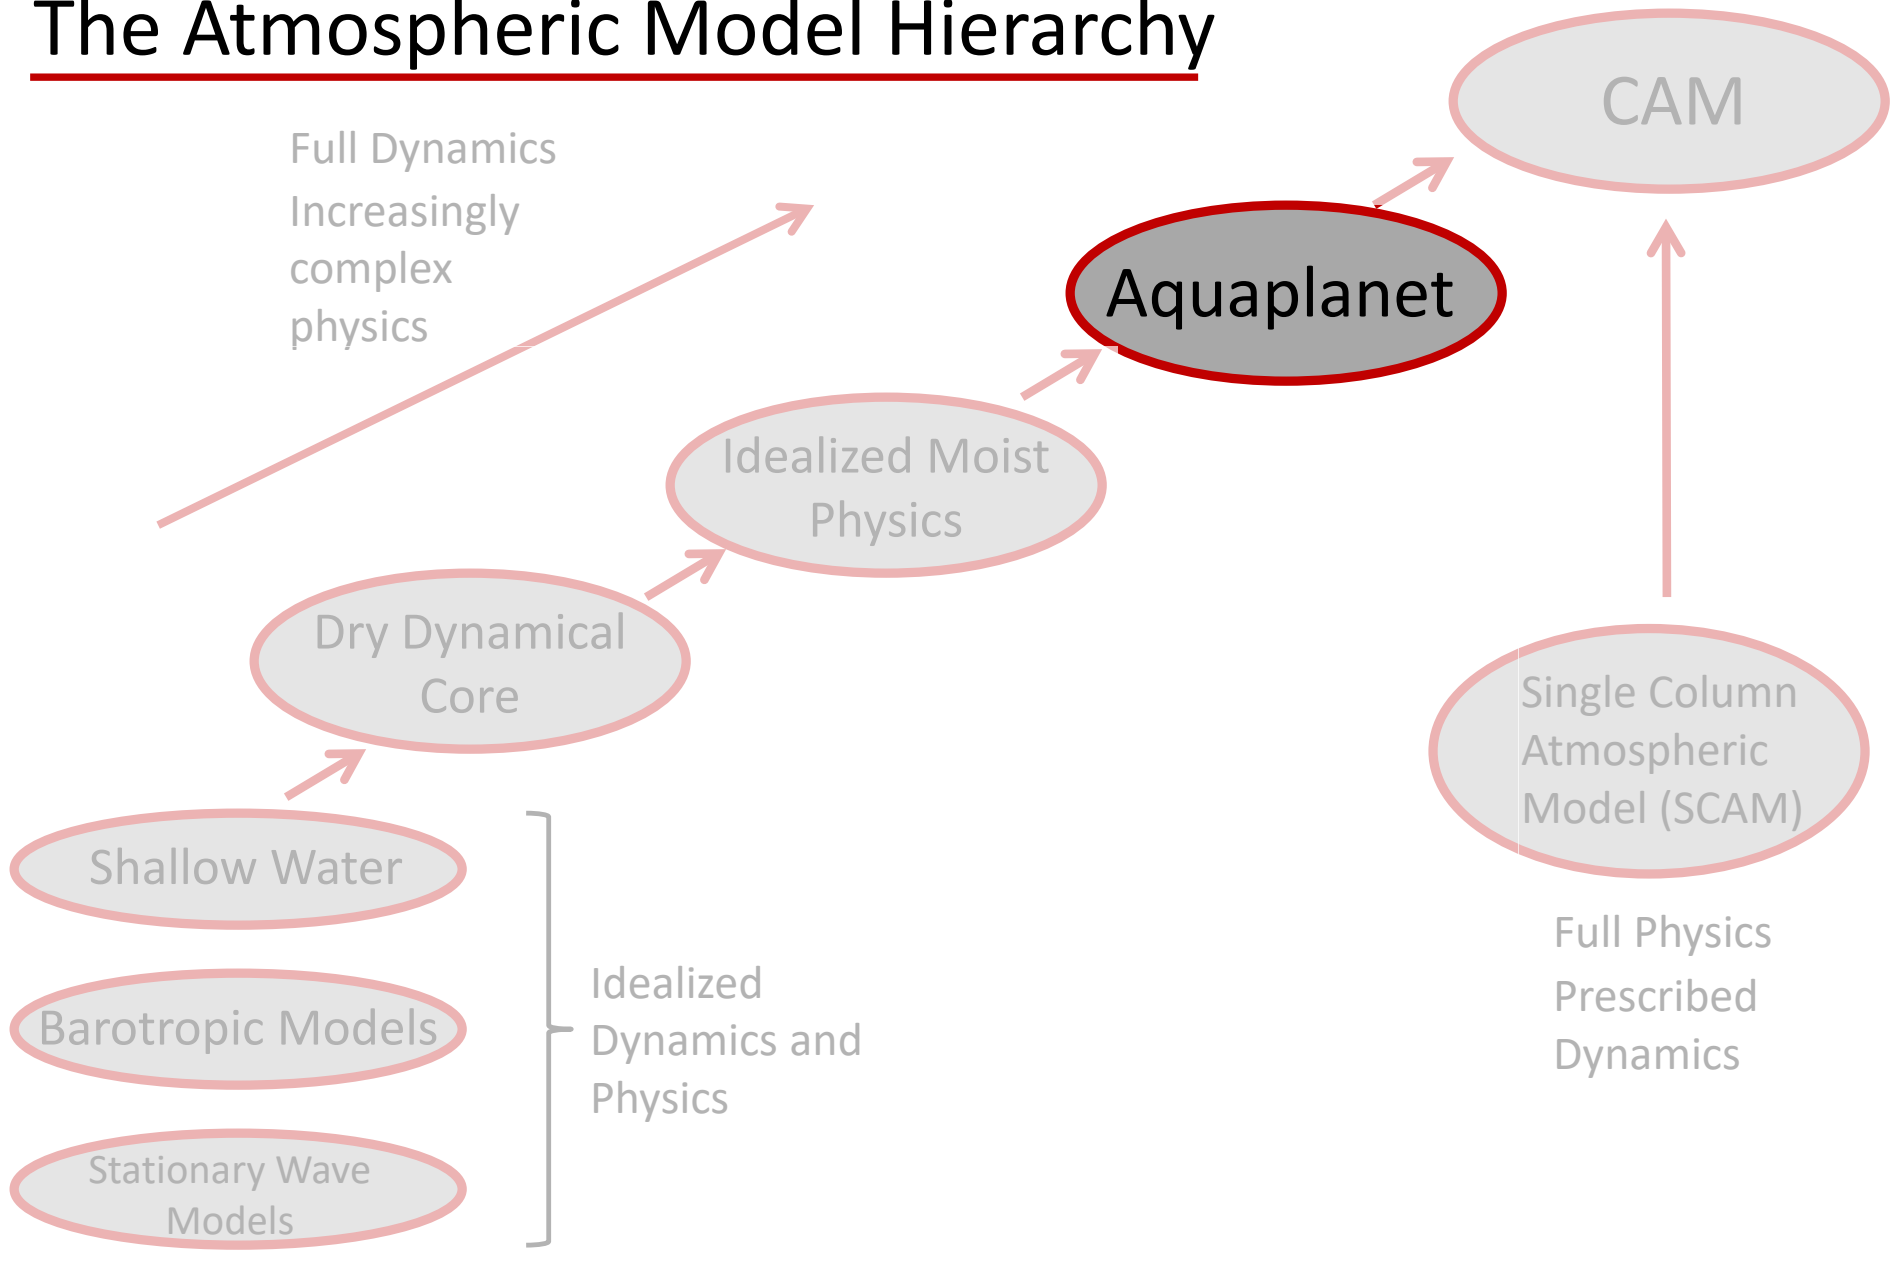 The Atmospheric Model Hierarchy
CAM
Full Dynamics
Increasingly
complex
physics
Aquaplanet
Idealized Moist
Physics
Dry Dynamical
Core
Single Column
Atmospheric
Model (SCAM)
Shallow Water
Barotropic Models
Stationary Wave
Models
Idealized
Dynamics and
Physics
Full Physics
Prescribed
Dynamics